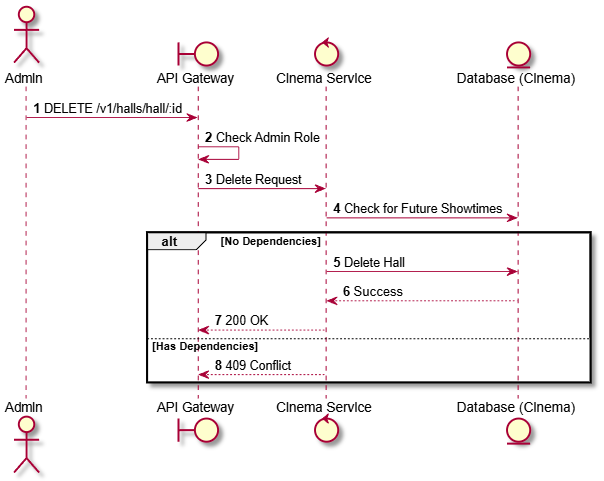 Admin API Gateway Cinema Service Database (Cinema)
1 DELETE /v1/halls/hall/:id
2 Check Admin Role
3 Delete Request
4 Check for Future Showtimes
alt [No Dependencies]
5 Delete Hall
6 Success
7 200 OK
[Has Dependencies]
8 409 Conflict
Admin API Gateway Cinema Service Database (Cinema)